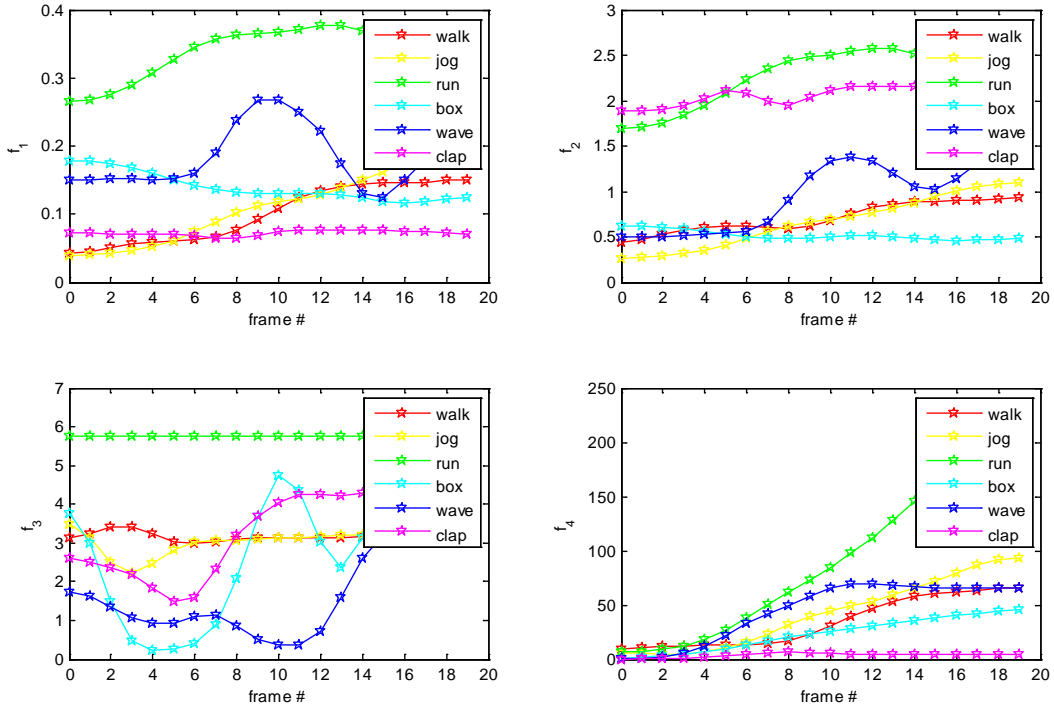 0.4
0.3
0.2
0.1
0
f1
0 2 4 6 8 10 12 14 16 18 20
frame #
walk
jog
run
box
wave
clap
3
2.5
2
1.5
1
0.5
0
f2
0 2 4 6 8 10 12 14 16 18 20
frame #
walk
jog
run
box
wave
clap
7
6
5
4
3
2
1
0
f3
0 2 4 6 8 10 12 14 16 18 20
frame #
walk
jog
run
box
wave
clap
250
200
150
100
50
0
f4
0 2 4 6 8 10 12 14 16 18 20
frame #
walk
jog
run
box
wave
clap